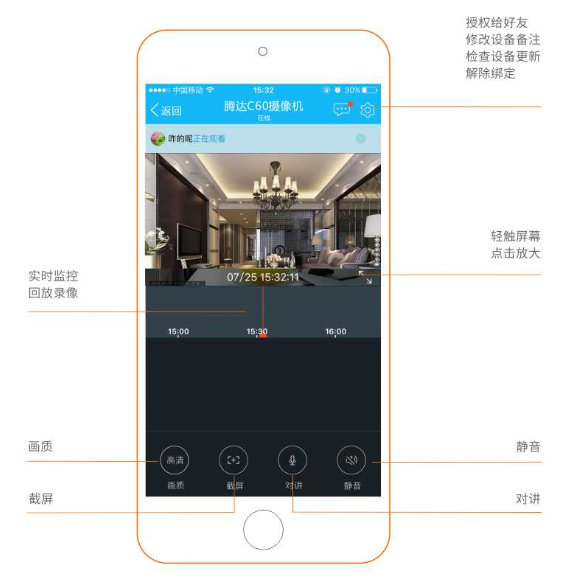 授权给好友
修改设备备注
检查设备更新
解除绑定
中国移动
15:32
30%
返回
腾达C60摄像机
在线
咋的呢正在观看
轻触屏幕
点击放大
07/25 15:32:11
实时监控
回放录像
15:00
15:30
16:00
画质
静音
高清
画质
截屏
对讲
静音
截屏
对讲